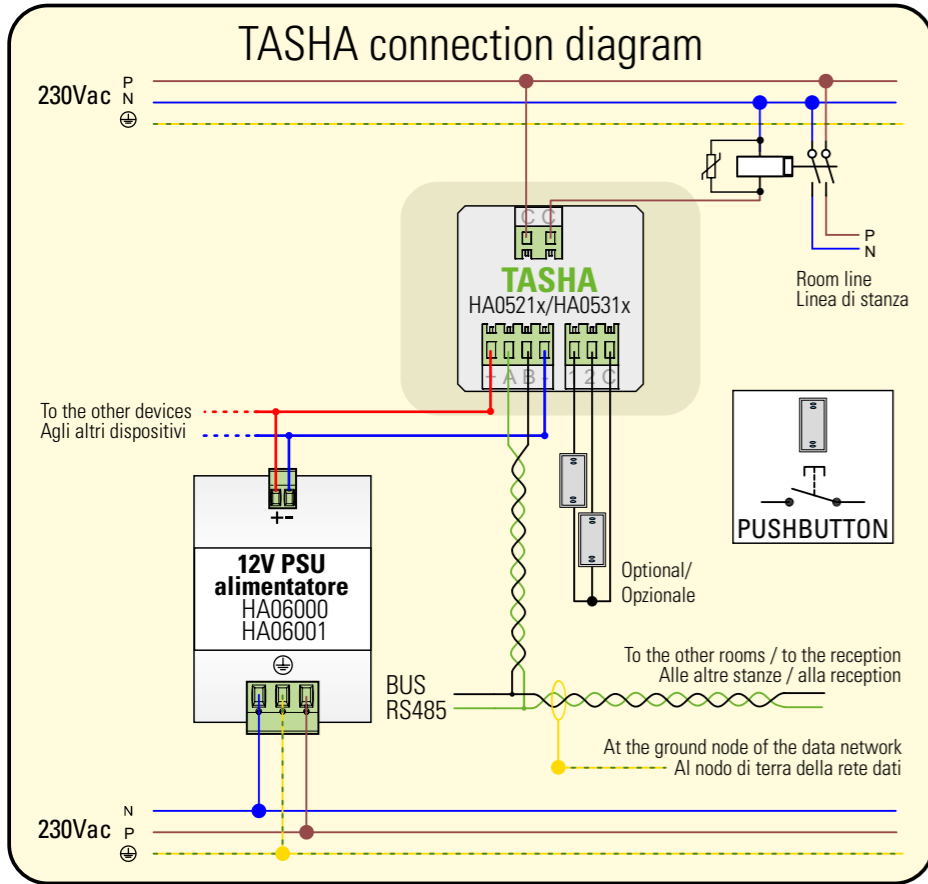 TASHA connection diagram
P
230Vac N
C C
TASHA
HA0521x/HA0531x
+ A B -
1 2 C
P
N
Room line
Linea di stanza
To the other devices
Agli altri dispositivi
+-
12V PSU
alimentatore
HA06000
HA06001
PUSHBUTTON
Optional/
Opzionale
To the other rooms / to the reception
Alle altre stanze / alla reception
BUS
RS485
At the ground node of the data network
Al nodo di terra della rete dati
N
230Vac P